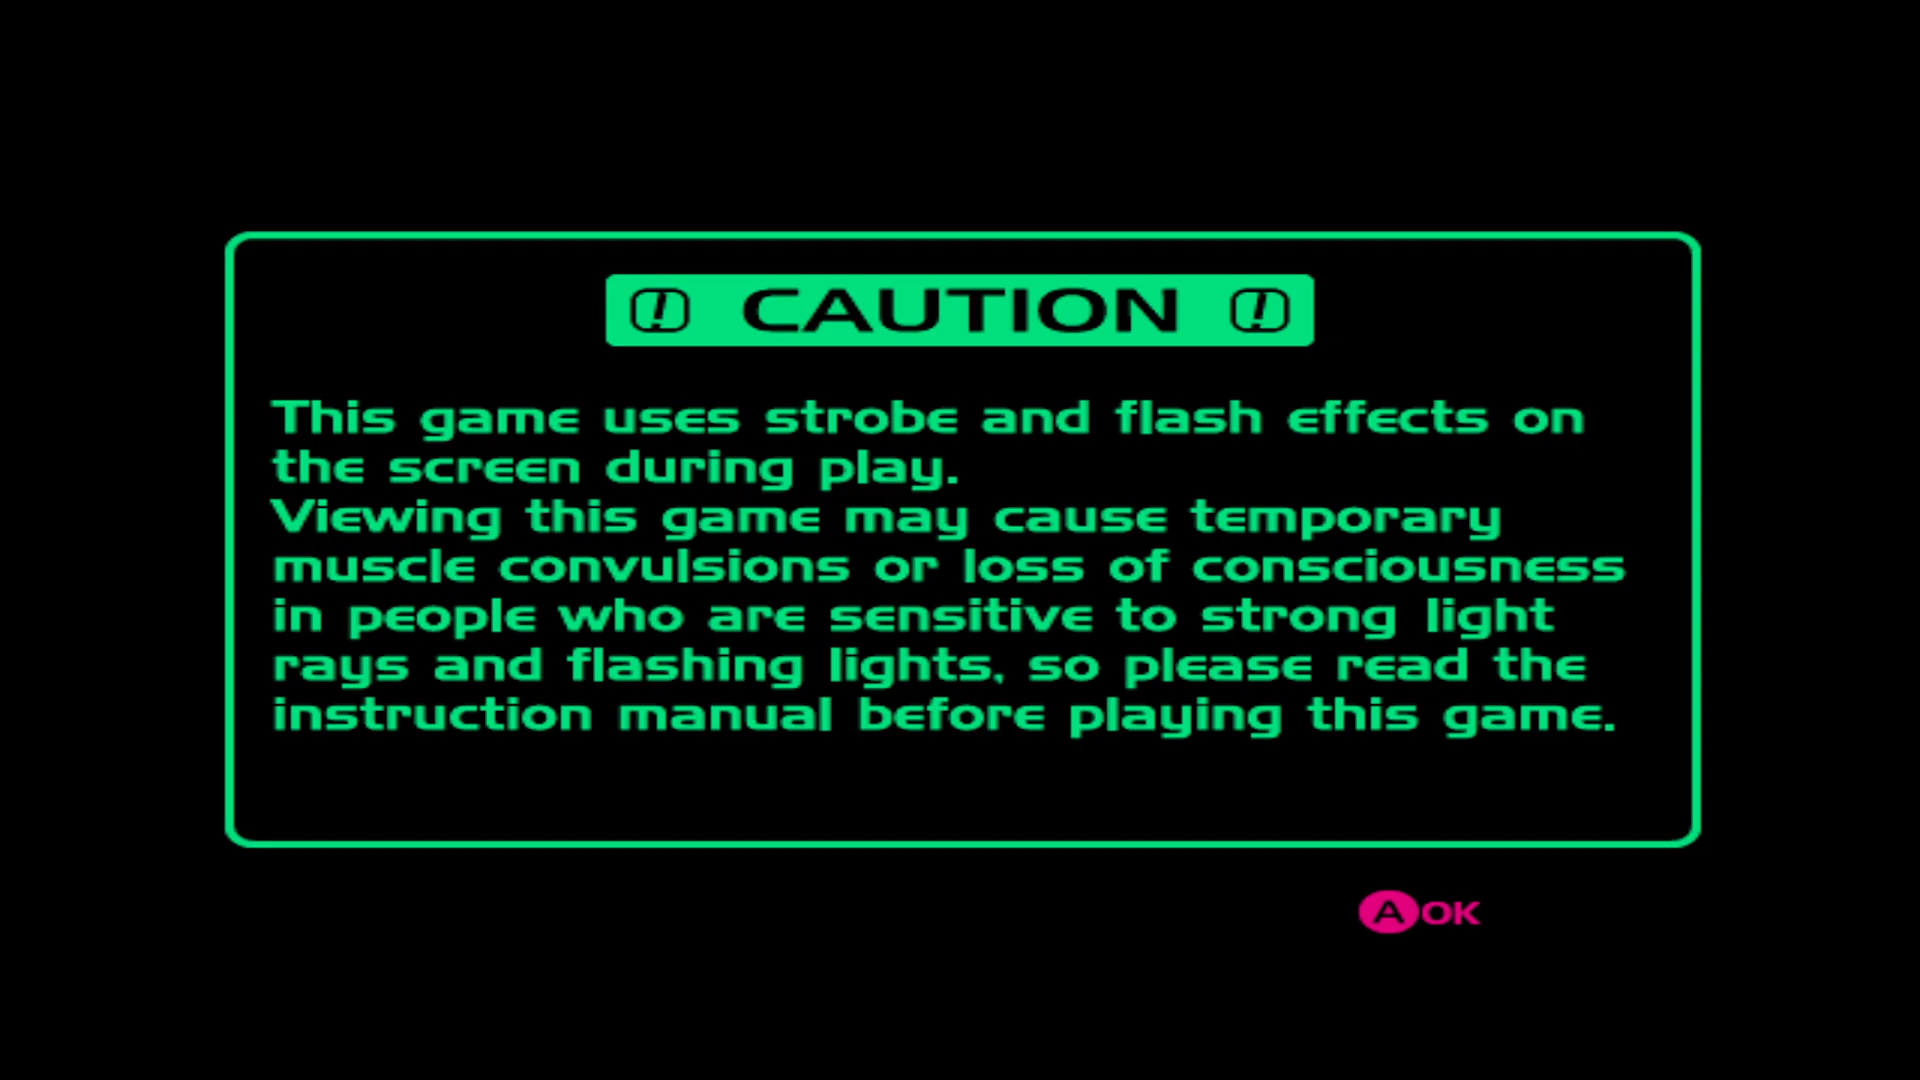 ! CAUTION !
This game uses strobe and flash effects on
the screen during play.
Viewing this game may cause temporary
muscle convulsions or loss of consciousness
in people who are sensitive to strong light
rays and flashing lights, so please read the
instruction manual before playing this game.
A OK